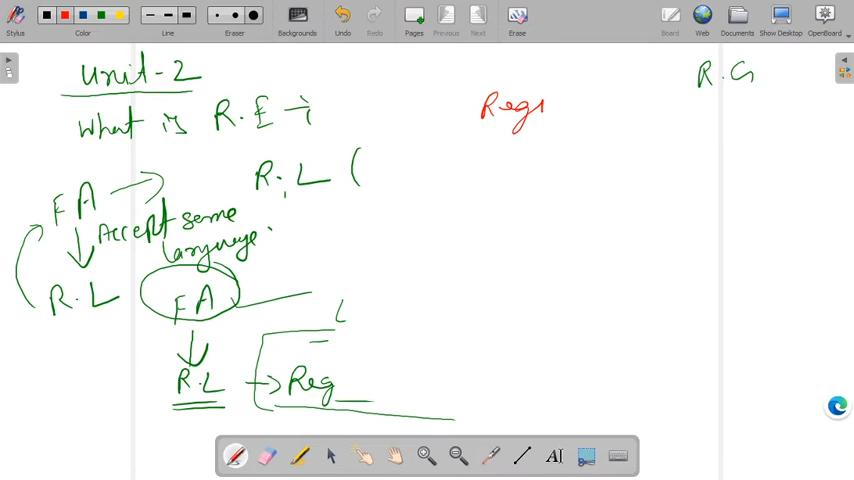 Stylus
Color
Line
Eraser
Backgrounds
Undo
Redo
Pages
Previous
Next
Erase
Board
Web
Documents
Show Desktop
OpenBoard
Unit-2
R.G
What is R.E
Reg
R.L (
FA
Accept some
language.
R.L
FA
L
R.L → Reg